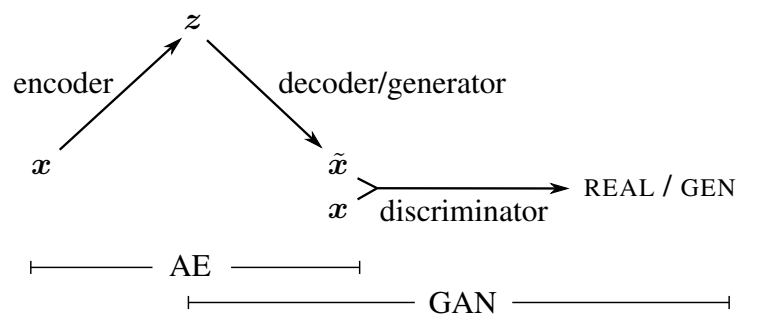 z
encoder decoder/generator
x x̃
x discriminator REAL / GEN
AE
GAN